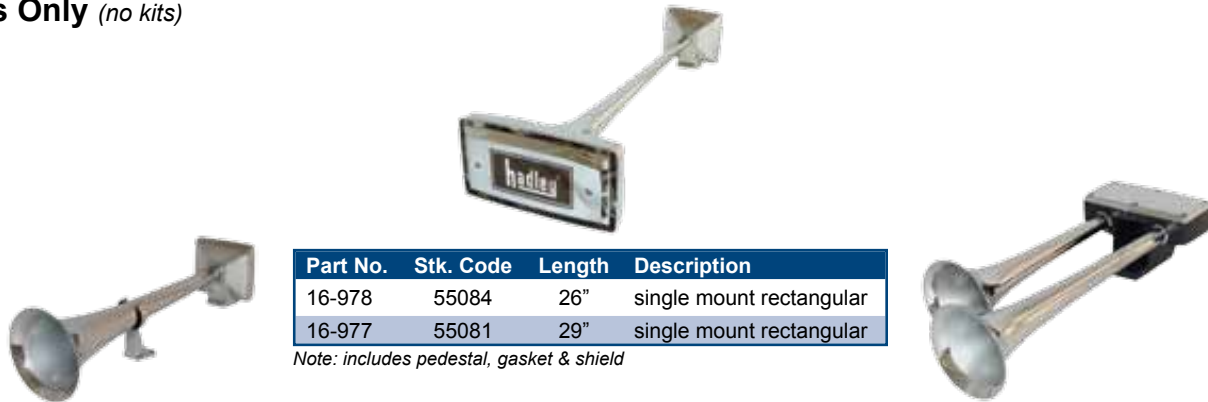 s Only (no kits)
hadley
Part No. Stk. Code Length Description
16-978 55084 26” single mount rectangular
16-977 55081 29” single mount rectangular
Note: includes pedestal, gasket & shield